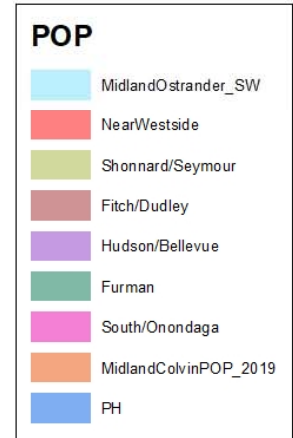 POP
MidlandOstrander_SW
NearWestside
Shonnard/Seymour
Fitch/Dudley
Hudson/Bellevue
Furman
South/Onondaga
MidlandColvinPOP_2019
PH